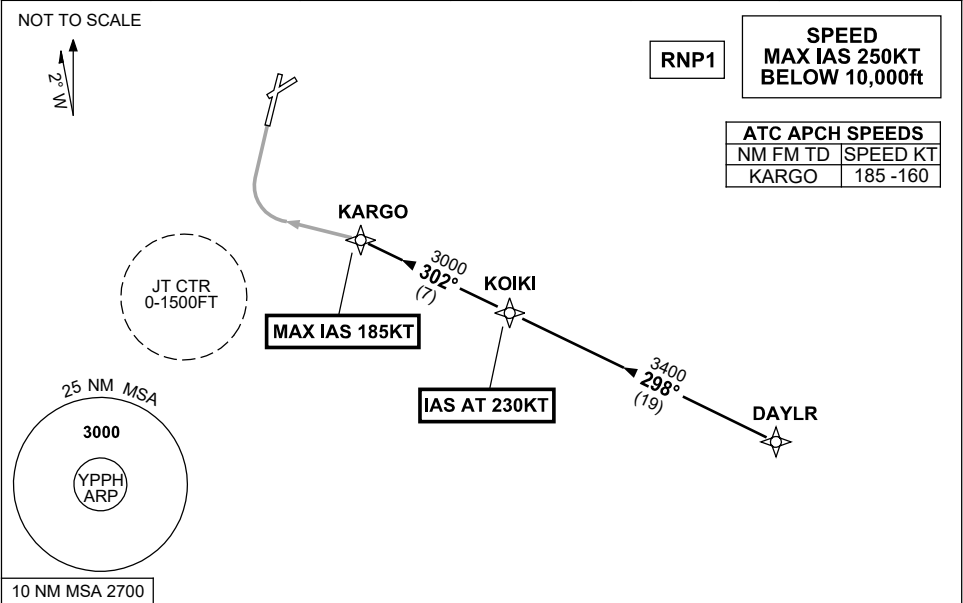 NOT TO SCALE
2° W
RNP1
SPEED
MAX IAS 250KT
BELOW 10,000ft
ATC APCH SPEEDS
NM FM TD SPEED KT
KARGO 185 -160
KARGO
3000
302°
(7)
KOIKI
JT CTR
0-1500FT
MAX IAS 185KT
IAS AT 230KT
3400
298°
(19)
DAYLR
25 NM MSA
3000
YPPH
ARP
10 NM MSA 2700